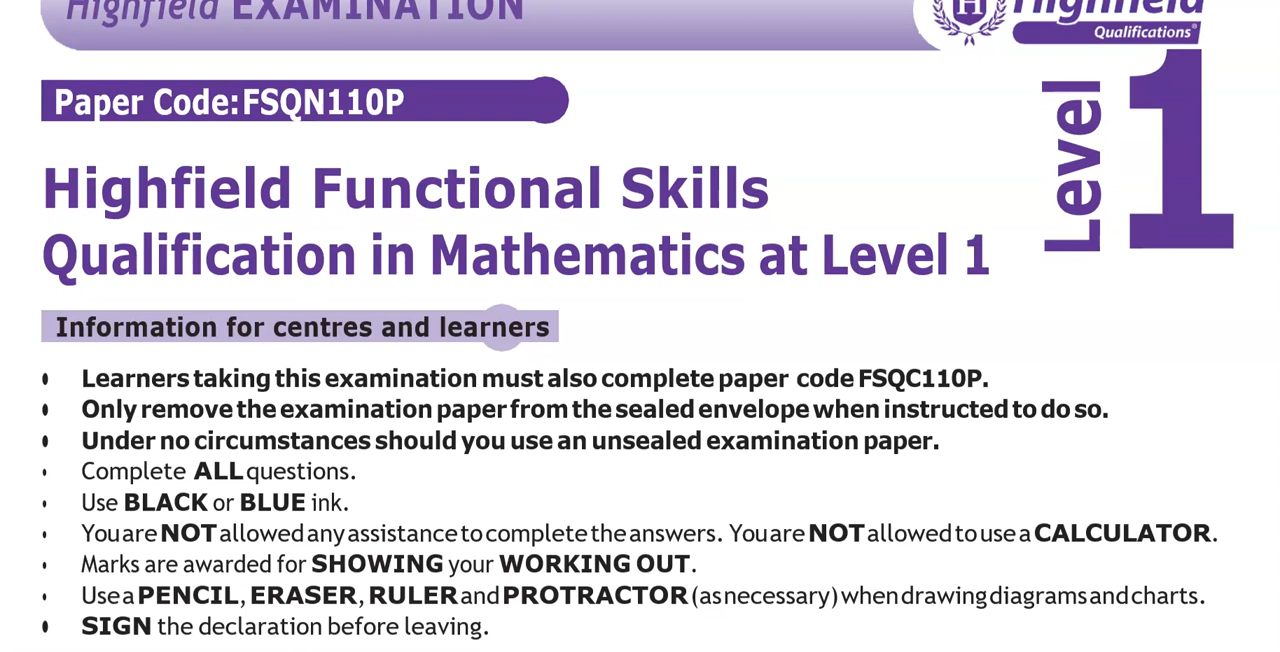 Highfield EXAMINATION
Highfield
Qualifications
Paper Code:FSQN110P
Level 1
Highfield Functional Skills
Qualification in Mathematics at Level 1
Information for centres and learners
• Learners taking this examination must also complete paper code FSQC110P.
• Only remove the examination paper from the sealed envelope when instructed to do so.
• Under no circumstances should you use an unsealed examination paper.
• Complete ALL questions.
• Use BLACK or BLUE ink.
• You are NOT allowed any assistance to complete the answers. You are NOT allowed to use a CALCULATOR.
• Marks are awarded for SHOWING your WORKING OUT.
• Use a PENCIL, ERASER, RULER and PROTRACTOR (as necessary) when drawing diagrams and charts.
• SIGN the declaration before leaving.